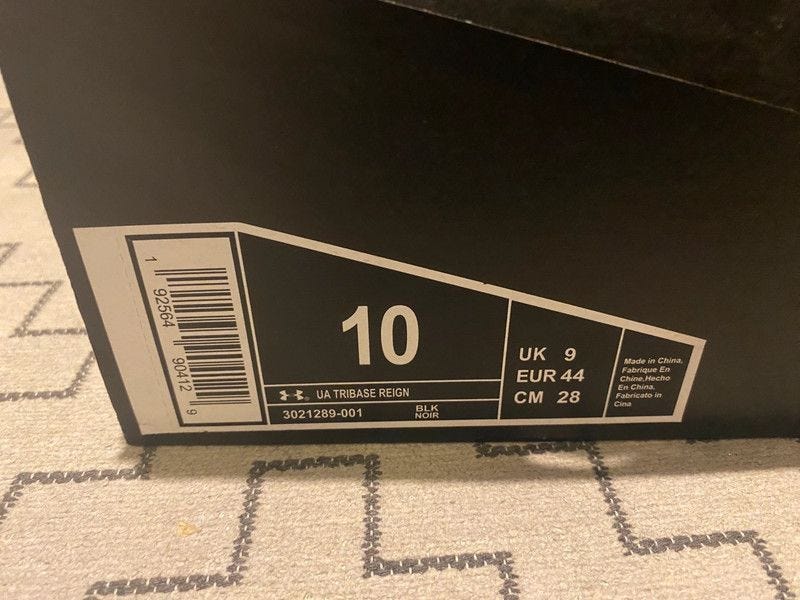 1 92564 90412 9
10
UA TRIBASE REIGN
3021289-001 BLK
NOIR
UK 9
EUR 44
CM 28
Made in China,
Fabrique En
Chine,Hecho
En China,
Fabricato in
Cina